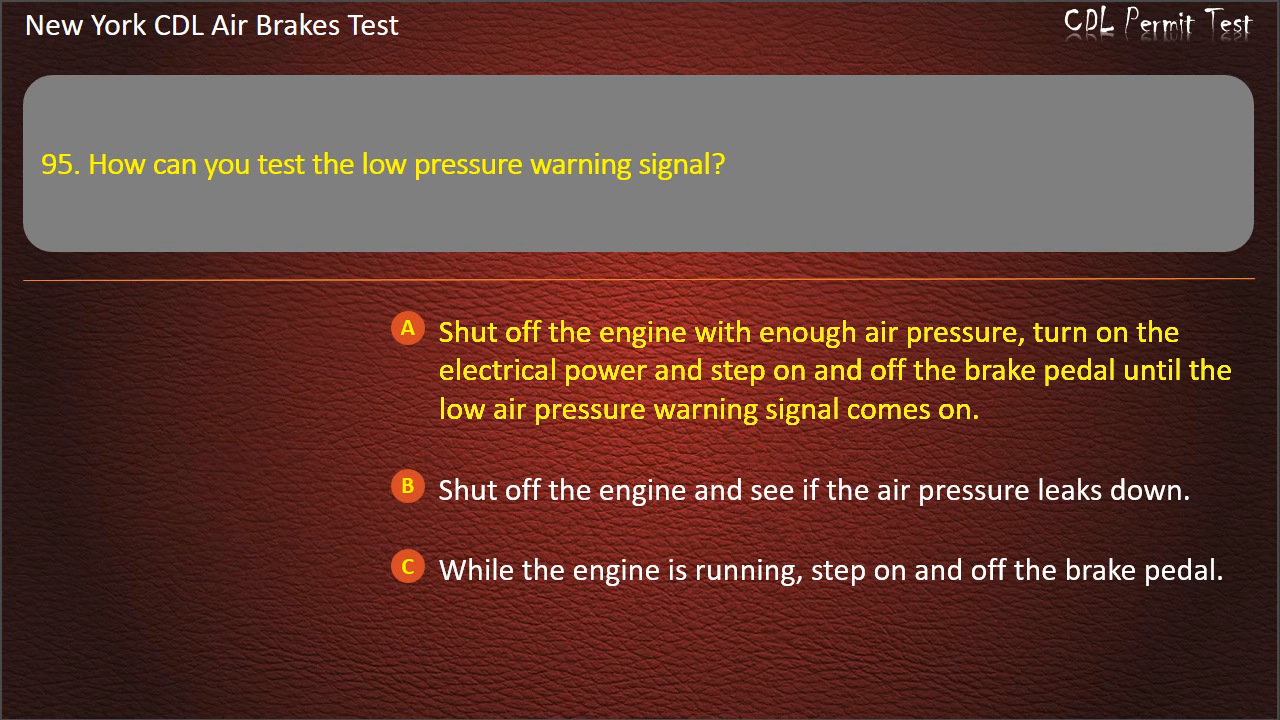 New York CDL Air Brakes Test
CDL Permit Test
95. How can you test the low pressure warning signal?
A Shut off the engine with enough air pressure, turn on the
electrical power and step on and off the brake pedal until the
low air pressure warning signal comes on.
B Shut off the engine and see if the air pressure leaks down.
C While the engine is running, step on and off the brake pedal.